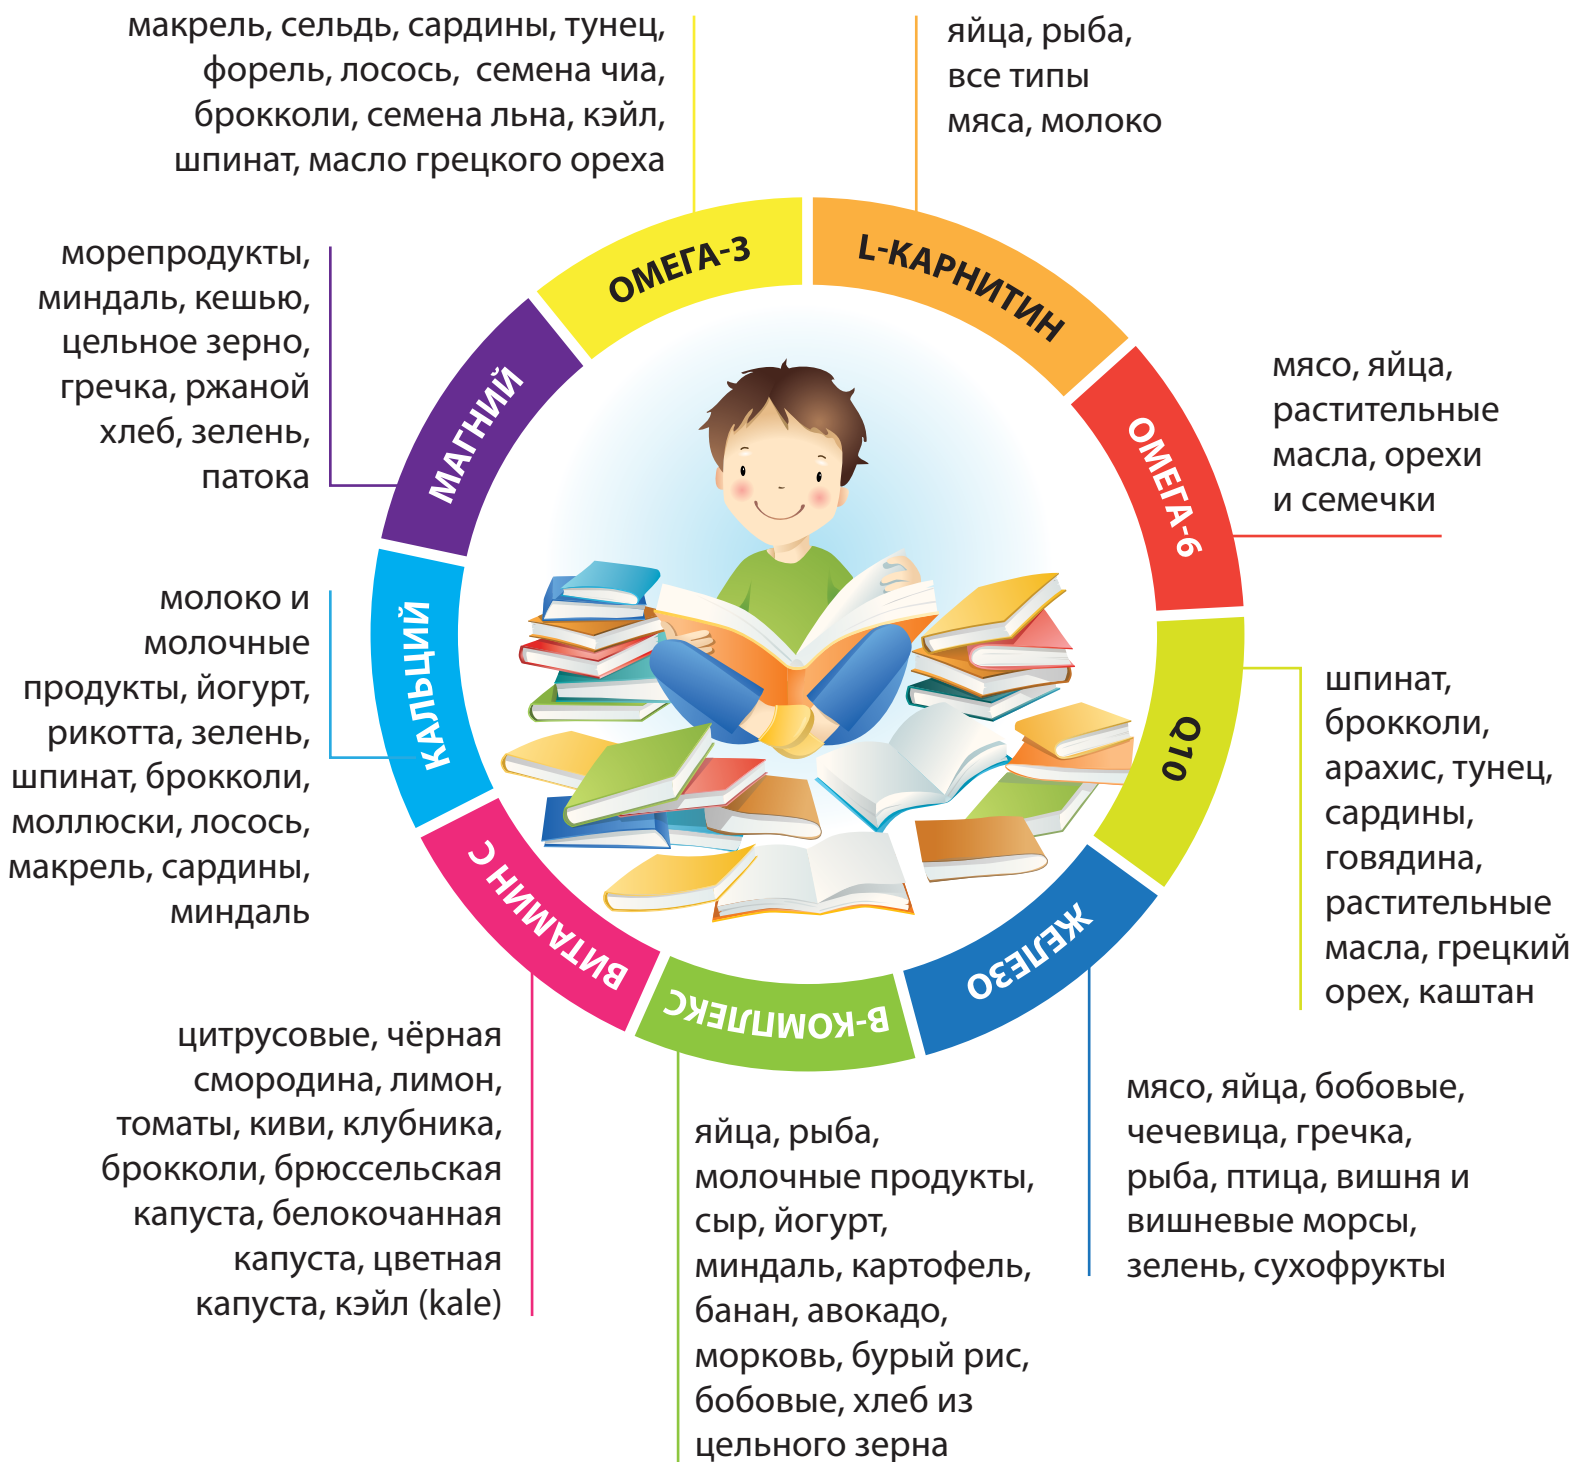 макрель, сельдь, сардины, тунец,
форель, лосось, семена чиа,
брокколи, семена льна, кэйл,
шпинат, масло грецкого ореха
ОМЕГА-3
яйца, рыба,
все типы
мяса, молоко
L-КАРНИТИН
мясо, яйца,
растительные
масла, орехи
и семечки
ОМЕГА-6
шпинат,
брокколи,
арахис, тунец,
сардины,
говядина,
растительные
масла, грецкий
орех, каштан
Q10
мясо, яйца, бобовые,
чечевица, гречка,
рыба, птица, вишня и
вишневые морсы,
зелень, сухофрукты
ЖЕЛЕЗО
яйца, рыба,
молочные продукты,
сыр, йогурт,
миндаль, картофель,
банан, авокадо,
морковь, бурый рис,
бобовые, хлеб из
цельного зерна
В-КОМПЛЕКС
цитрусовые, чёрная
смородина, лимон,
томаты, киви, клубника,
брокколи, брюссельская
капуста, белокочанная
капуста, цветная
капуста, кэйл (kale)
ВИТАМИН С
молоко и
молочные
продукты, йогурт,
рикотта, зелень,
шпинат, брокколи,
моллюски, лосось,
макрель, сардины,
миндаль
КАЛЬЦИЙ
морепродукты,
миндаль, кешью,
цельное зерно,
гречка, ржаной
хлеб, зелень,
патока
МАГНИЙ